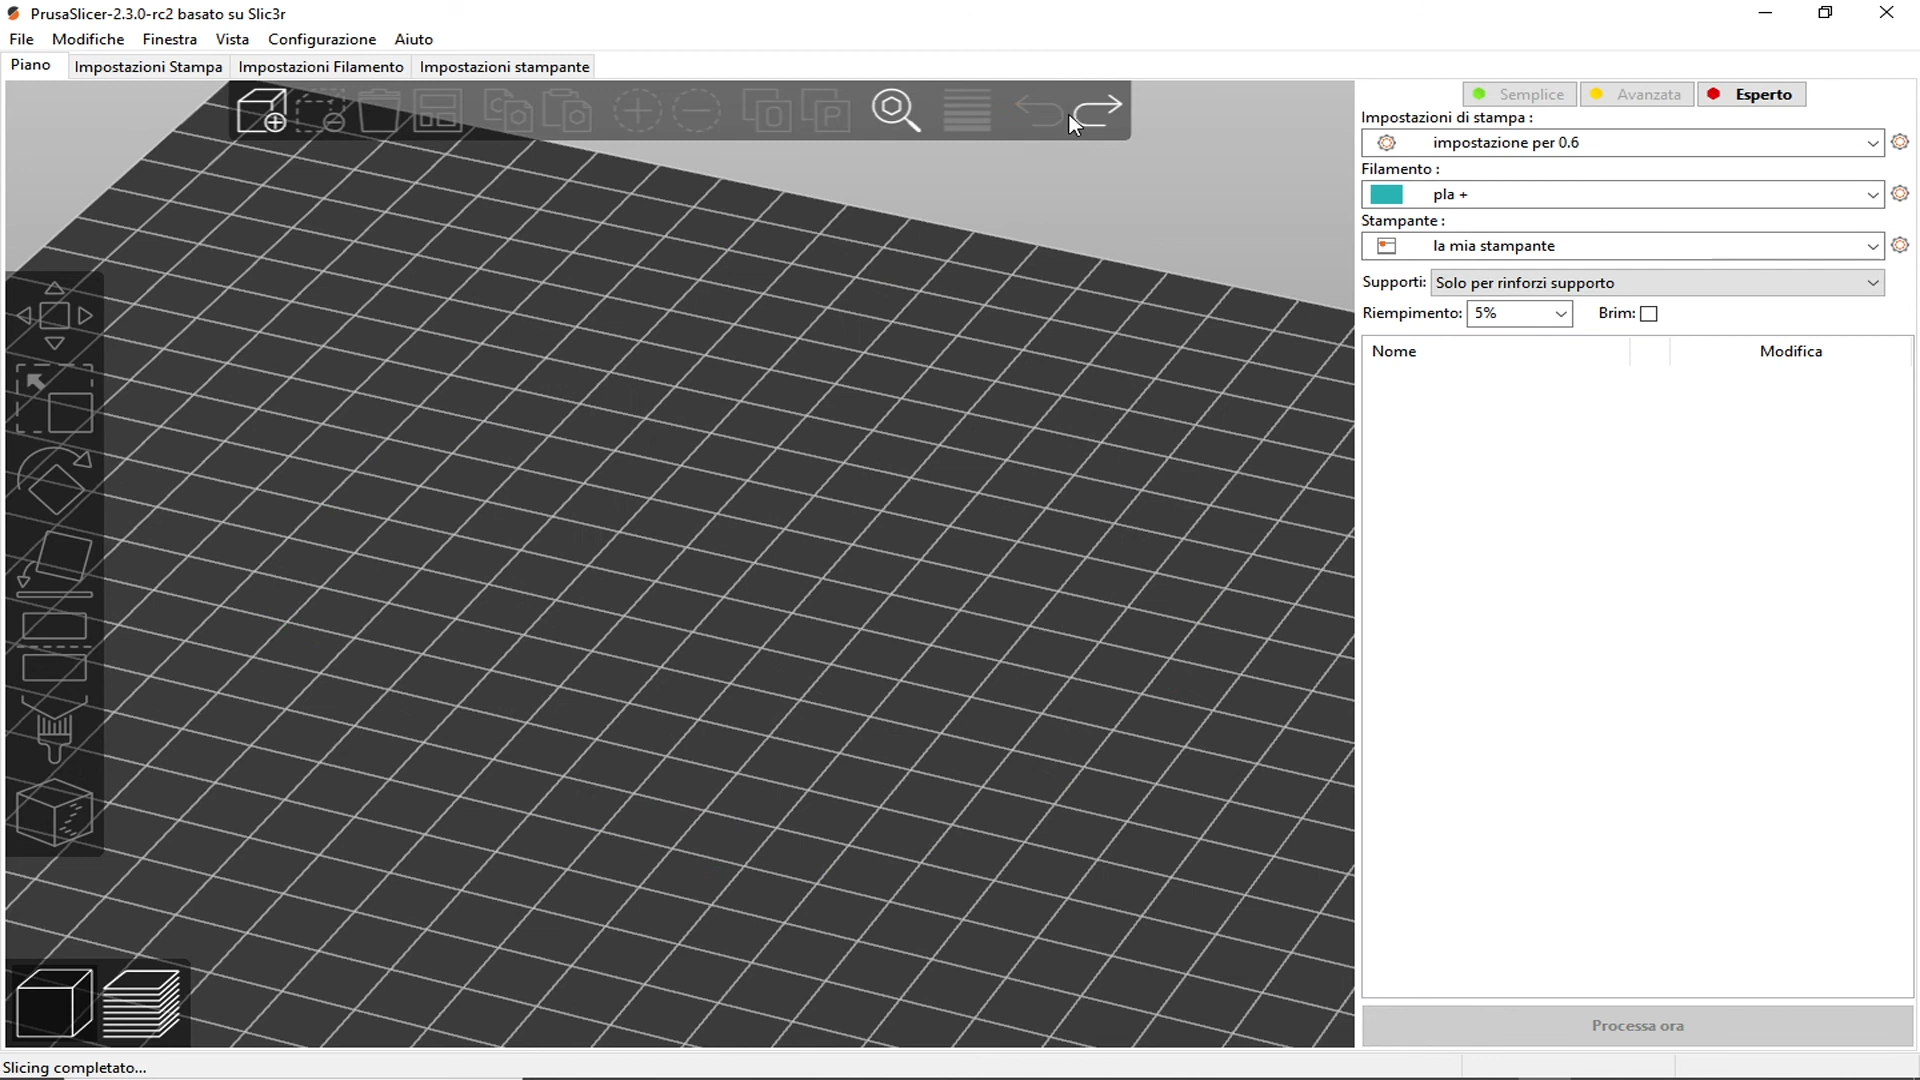 PrusaSlicer-2.3.0-rc2 basato su Slic3r
File Modifiche Finestra Vista Configurazione Aiuto
Piano Impostazioni Stampa Impostazioni Filamento Impostazioni stampante
Semplice Avanzata Esperto
Impostazioni di stampa :
impostazione per 0.6
Filamento :
pla +
Stampante :
la mia stampante
Supporti: Solo per rinforzi supporto
Riempimento: 5% Brim:
Nome Modifica
Processa ora
Slicing completato...